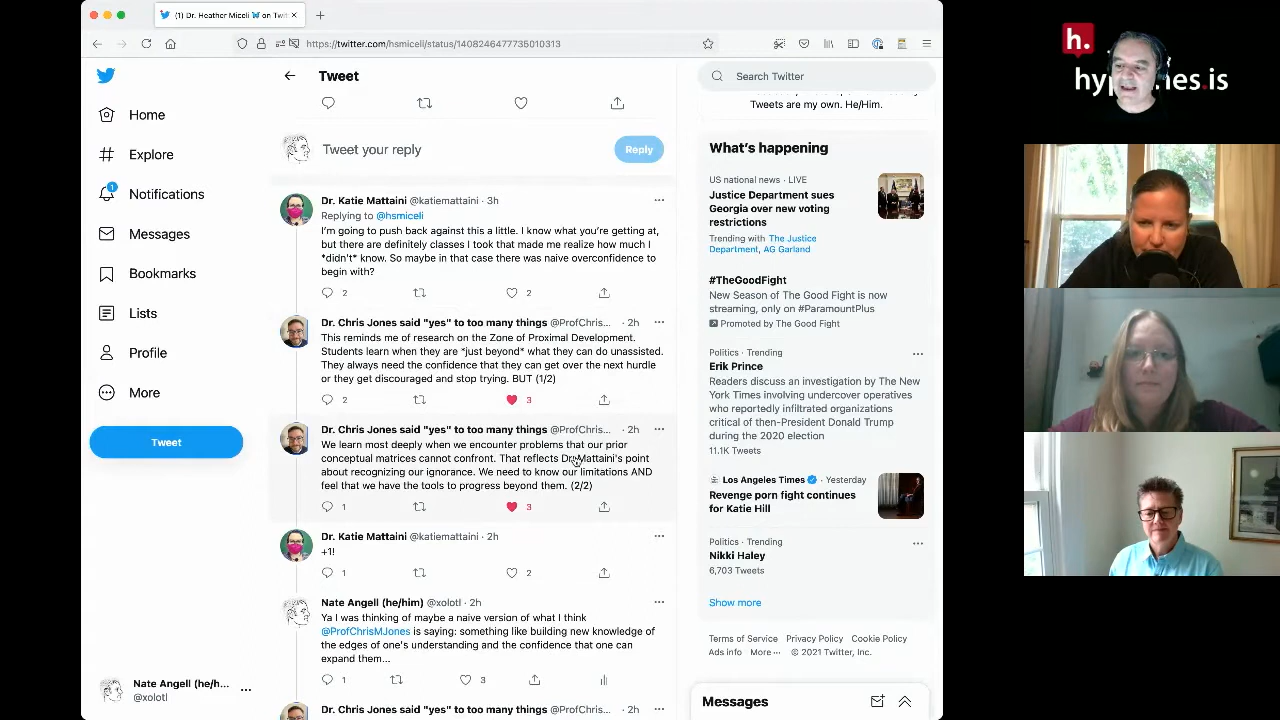 (1) Dr. Heather Miceli
on Twit
https://twitter.com/hsmiceli/status/1408246477735010313
Home
Explore
1
Notifications
Messages
Bookmarks
Lists
Profile
More
Tweet
Nate Angell (he/h...
@xolotl
Tweet
Tweet your reply
Reply
Dr. Katie Mattaini @katiemattaini · 3h
Replying to @hsmiceli
I'm going to push back against this a little. I know what you're getting at,
but there are definitely classes I took that made me realize how much I
*didn't* know. So maybe in that case there was naive overconfidence to
begin with?
2
2
Dr. Chris Jones said "yes" to too many things @ProfChris... · 2h
This reminds me of research on the Zone of Proximal Development.
Students learn when they are *just beyond* what they can do unassisted.
They always need the confidence that they can get over the next hurdle
or they get discouraged and stop trying. BUT (1/2)
2
3
Dr. Chris Jones said "yes" to too many things @ProfChris... · 2h
We learn most deeply when we encounter problems that our prior
conceptual matrices cannot confront. That reflects Dr. Mattaini's point
about recognizing our ignorance. We need to know our limitations AND
feel that we have the tools to progress beyond them. (2/2)
1
3
Dr. Katie Mattaini @katiemattaini · 2h
+1!
1
2
Nate Angell (he/him) @xolotl · 2h
Ya I was thinking of maybe a naive version of what I think
@ProfChrisMJones is saying: something like building new knowledge of
the edges of one's understanding and the confidence that one can
expand them...
1
3
Dr. Chris Jones said "yes" to too many things @ProfChris... · 2h
Search Twitter
Tweets are my own. He/Him.
What's happening
US national news · LIVE
Justice Department sues
Georgia over new voting
restrictions
Trending with The Justice
Department, AG Garland
#TheGoodFight
New Season of The Good Fight is now
streaming, only on #ParamountPlus
Promoted by The Good Fight
Politics · Trending
Erik Prince
Readers discuss an investigation by The New
York Times involving undercover operatives
who reportedly infiltrated organizations
critical of then-President Donald Trump
during the 2020 election
11.1K Tweets
Los Angeles Times · Yesterday
Revenge porn fight continues
for Katie Hill
Politics · Trending
Nikki Haley
6,703 Tweets
Show more
Terms of Service Privacy Policy Cookie Policy
Ads info More ··· © 2021 Twitter, Inc.
Messages
h.